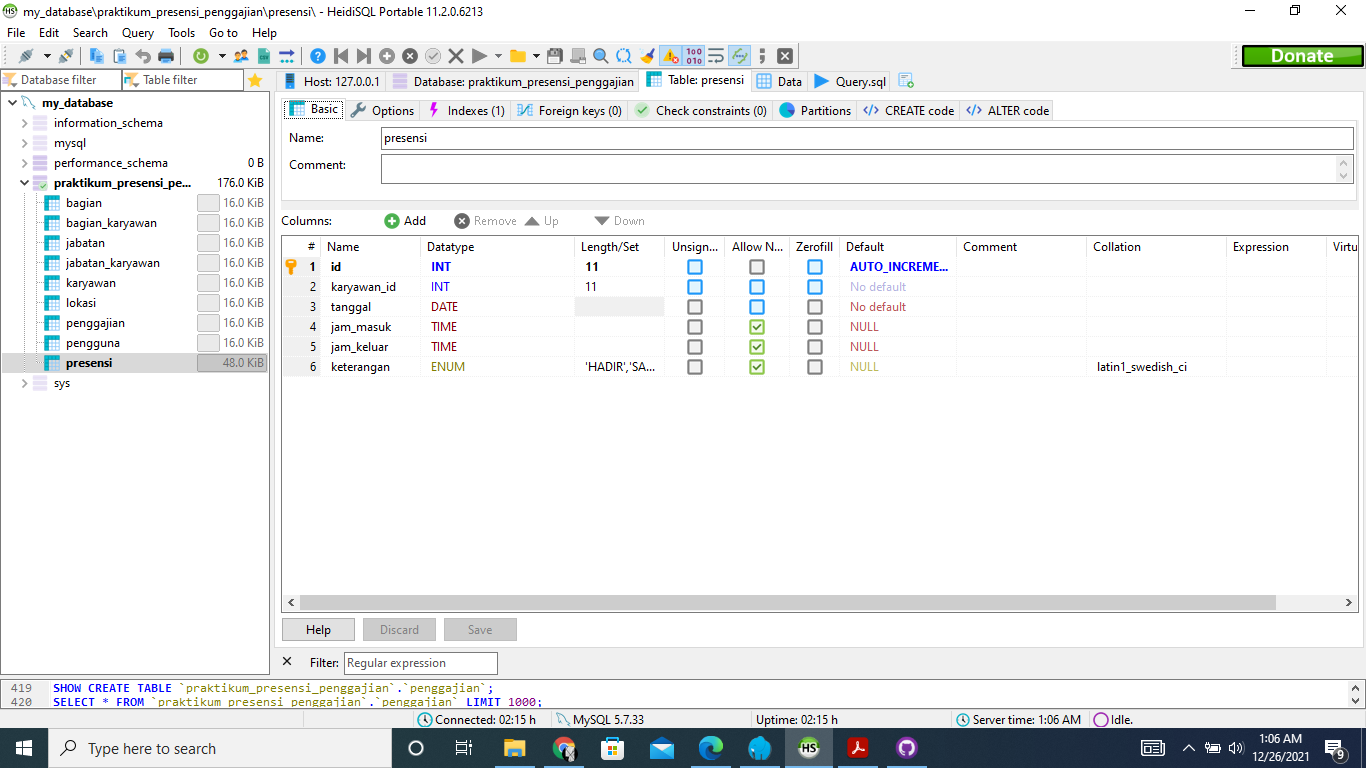 HS my_database\praktikum_presensi_penggajian\presensi\ - HeidiSQL Portable 11.2.0.6213
File Edit Search Query Tools Go to Help
Donate
Database filter Table filter
Host: 127.0.0.1 Database: praktikum_presensi_penggajian Table: presensi Data Query.sql
my_database
information_schema
mysql
performance_schema 0 B
praktikum_presensi_pe... 176.0 KiB
bagian 16.0 KiB
bagian_karyawan 16.0 KiB
jabatan 16.0 KiB
jabatan_karyawan 16.0 KiB
karyawan 16.0 KiB
lokasi 16.0 KiB
penggajian 16.0 KiB
pengguna 16.0 KiB
presensi 48.0 KiB
sys
Basic Options Indexes (1) Foreign keys (0) Check constraints (0) Partitions CREATE code ALTER code
Name: presensi
Comment:
Columns: Add Remove Up Down
# Name Datatype Length/Set Unsign... Allow N... Zerofill Default Comment Collation Expression Virtu
1 id INT 11 AUTO_INCREME...
2 karyawan_id INT 11 No default
3 tanggal DATE No default
4 jam_masuk TIME NULL
5 jam_keluar TIME NULL
6 keterangan ENUM 'HADIR','SA... NULL latin1_swedish_ci
Help Discard Save
Filter: Regular expression
419 SHOW CREATE TABLE `praktikum_presensi_penggajian`.`penggajian`;
420 SELECT * FROM `praktikum_presensi_penggajian`.`penggajian` LIMIT 1000;
Connected: 02:15 h MySQL 5.7.33 Uptime: 02:15 h Server time: 1:06 AM Idle.
Type here to search
HS
1:06 AM
12/26/2021
9